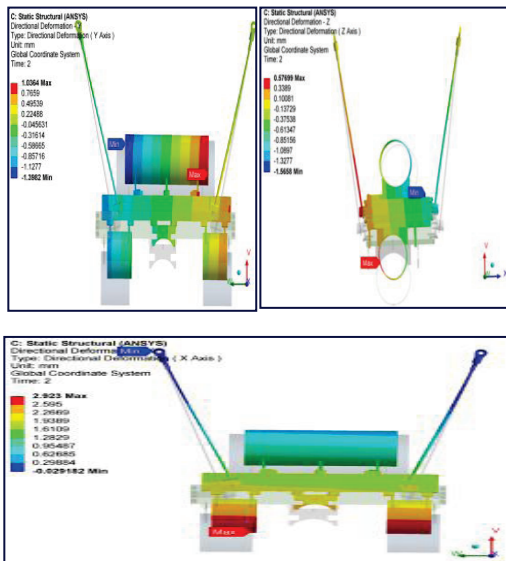 C: Static Structural (ANSYS)
Directional Deformation -
Type: Directional Deformation ( Y Axis )
Unit: mm
Global Coordinate System
Time: 2
1.0364 Max
0.7659
0.49539
0.22488
-0.045631
-0.31614
-0.58665
-0.85716
-1.1277
-1.3982 Min
Min
Max
Y
X
C: Static Structural (ANSYS)
Directional Deformation - Z
Type: Directional Deformation ( Z Axis )
Unit: mm
Global Coordinate System
Time: 2
0.57699 Max
0.3389
0.10081
-0.13729
-0.37538
-0.61347
-0.85156
-1.0897
-1.3277
-1.5658 Min
Min
Max
Y
C: Static Structural (ANSYS)
Directional Deforma
Min
Type: Directional Deformation ( X Axis )
Unit: mm
Global Coordinate System
Time: 2
2.923 Max
2.595
2.2669
1.9389
1.6109
1.2829
0.95487
0.62685
0.29884
-0.029182 Min
Max
X